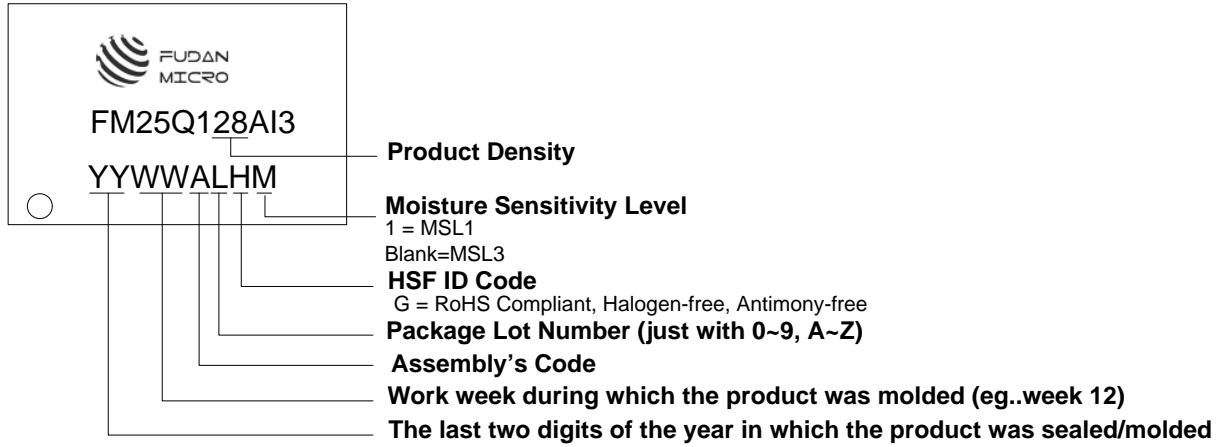 FUDAN
MICRO
FM25Q128AI3
YYWWALHM
Product Density
Moisture Sensitivity Level
1 = MSL1
Blank=MSL3
HSF ID Code
G = RoHS Compliant, Halogen-free, Antimony-free
Package Lot Number (just with 0~9, A~Z)
Assembly's Code
Work week during which the product was molded (eg..week 12)
The last two digits of the year in which the product was sealed/molded